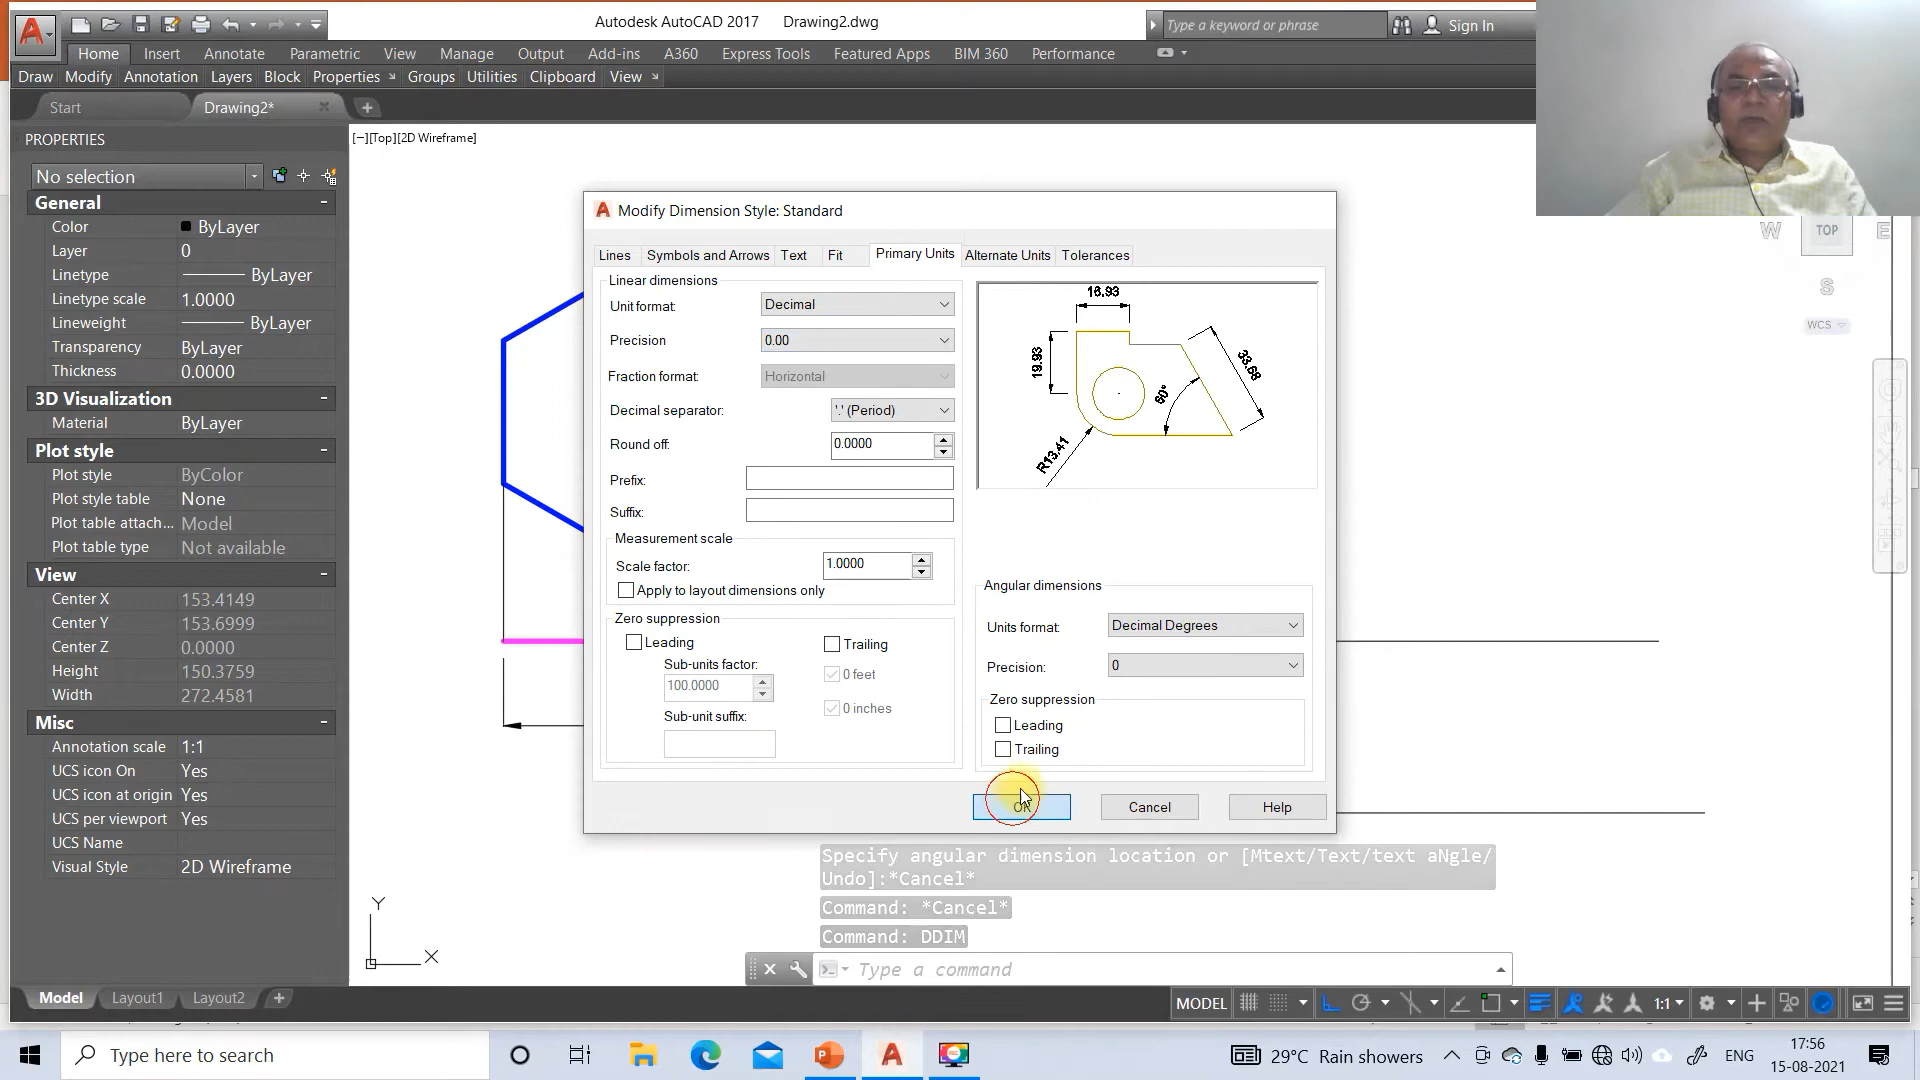 Autodesk AutoCAD 2017 Drawing2.dwg
Type a keyword or phrase
Sign In
Home Insert Annotate Parametric View Manage Output Add-ins A360 Express Tools Featured Apps BIM 360 Performance
Draw Modify Annotation Layers Block Properties Groups Utilities Clipboard View
Start Drawing2*
PROPERTIES
[−][Top][2D Wireframe]
No selection
General
Color ByLayer
Layer 0
Linetype ByLayer
Linetype scale 1.0000
Lineweight ByLayer
Transparency ByLayer
Thickness 0.0000
3D Visualization
Material ByLayer
Plot style
Plot style ByColor
Plot style table None
Plot table attach... Model
Plot table type Not available
View
Center X 153.4149
Center Y 153.6999
Center Z 0.0000
Height 150.3759
Width 272.4581
Misc
Annotation scale 1:1
UCS icon On Yes
UCS icon at origin Yes
UCS per viewport Yes
UCS Name
Visual Style 2D Wireframe
Modify Dimension Style: Standard
Lines Symbols and Arrows Text Fit Primary Units Alternate Units Tolerances
Linear dimensions
Unit format: Decimal
Precision 0.00
Fraction format: Horizontal
Decimal separator: '.' (Period)
Round off: 0.0000
Prefix:
Suffix:
Measurement scale
Scale factor: 1.0000
Apply to layout dimensions only
Zero suppression
Leading Trailing
Sub-units factor: 0 feet
100.0000
0 inches
Sub-unit suffix:
16.93
19.93
33.68
60°
R13.41
Angular dimensions
Units format: Decimal Degrees
Precision: 0
Zero suppression
Leading
Trailing
OK Cancel Help
W TOP E
S
WCS
Specify angular dimension location or [Mtext/Text/text aNgle/
Undo]:*Cancel*
Command: *Cancel*
Command: DDIM
Type a command
Y
X
Model Layout1 Layout2
MODEL 1:1
Type here to search
29°C Rain showers
ENG
17:56
15-08-2021